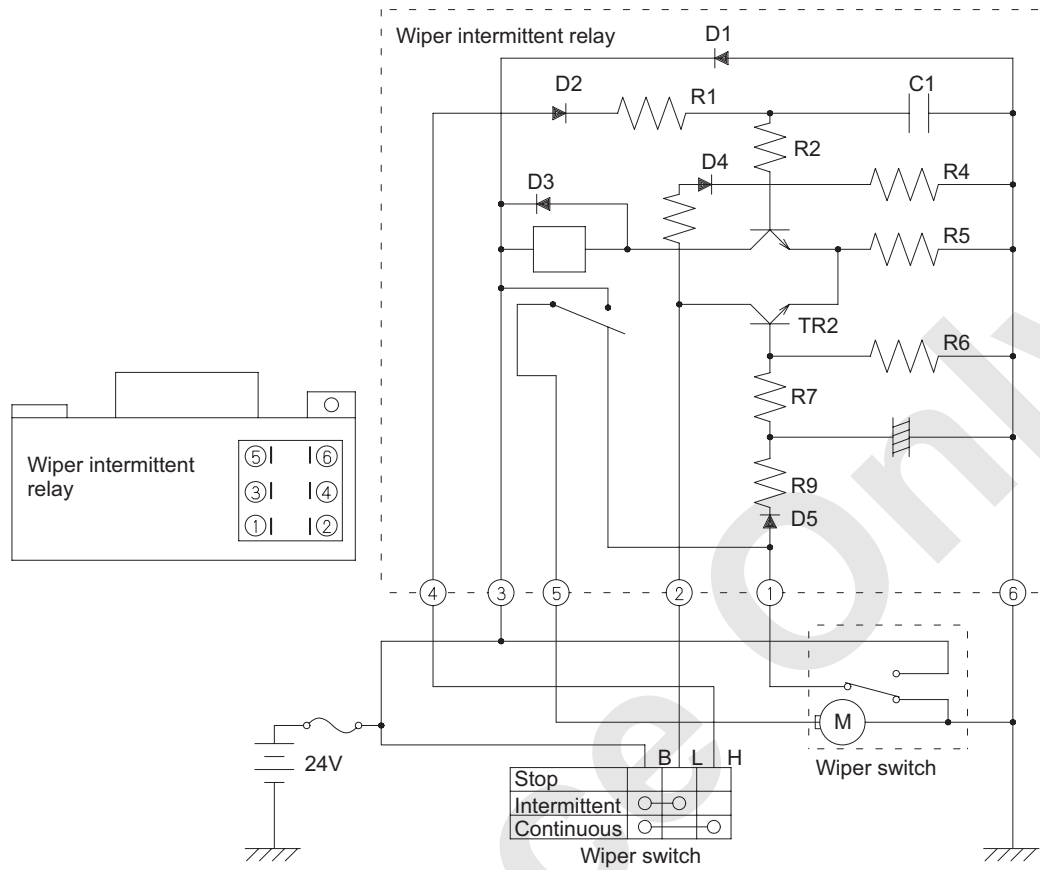 Wiper intermittent relay
D1
D2
R1
C1
R2
D4
R4
D3
R5
TR2
R6
R7
R9
D5
Wiper intermittent
relay
⑤ ⑥
③ ④
① ②
④ ③ ⑤ ② ① ⑥
M
Wiper switch
24V
B L H
Stop
Intermittent
Continuous
Wiper switch
ce Only